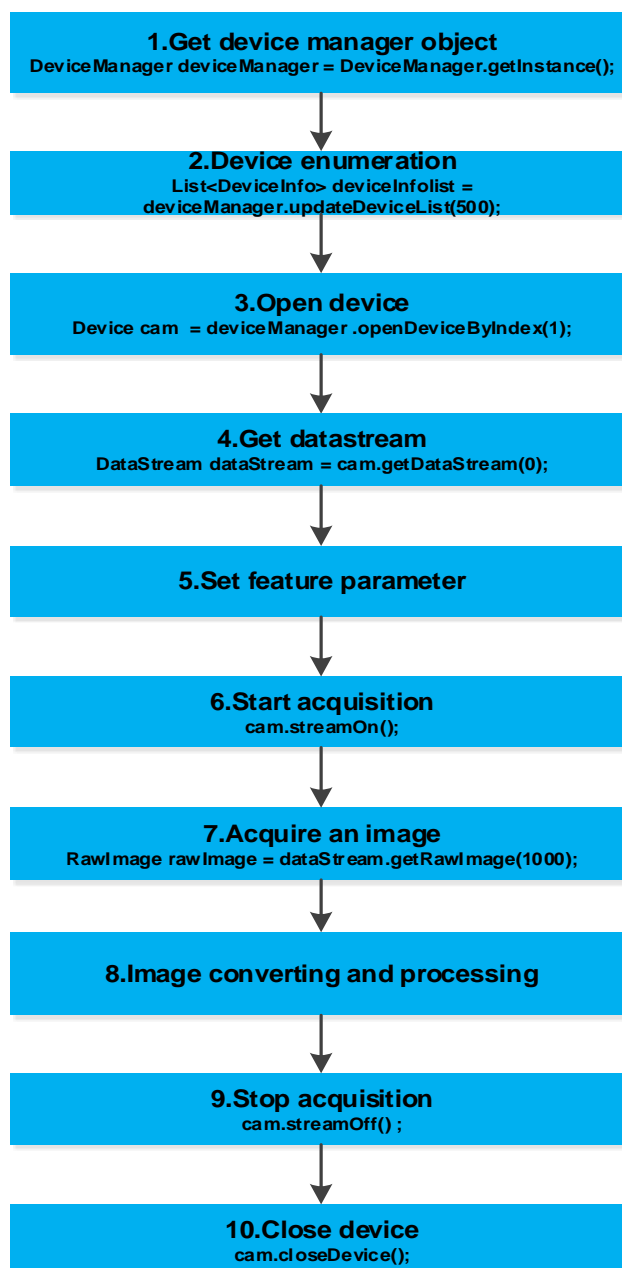 1.Get device manager object
DeviceManager deviceManager = DeviceManager.getInstance();
2.Device enumeration
List<DeviceInfo> deviceInfolist =
deviceManager.updateDeviceList(500);
3.Open device
Device cam  = deviceManager .openDeviceByIndex(1);
4.Get datastream
DataStream dataStream = cam.getDataStream(0);
5.Set feature parameter
6.Start acquisition
cam.streamOn();
7.Acquire an image
RawImage rawImage = dataStream.getRawImage(1000);
8.Image converting and processing
9.Stop acquisition
cam.streamOff() ;
10.Close device
cam.closeDevice();